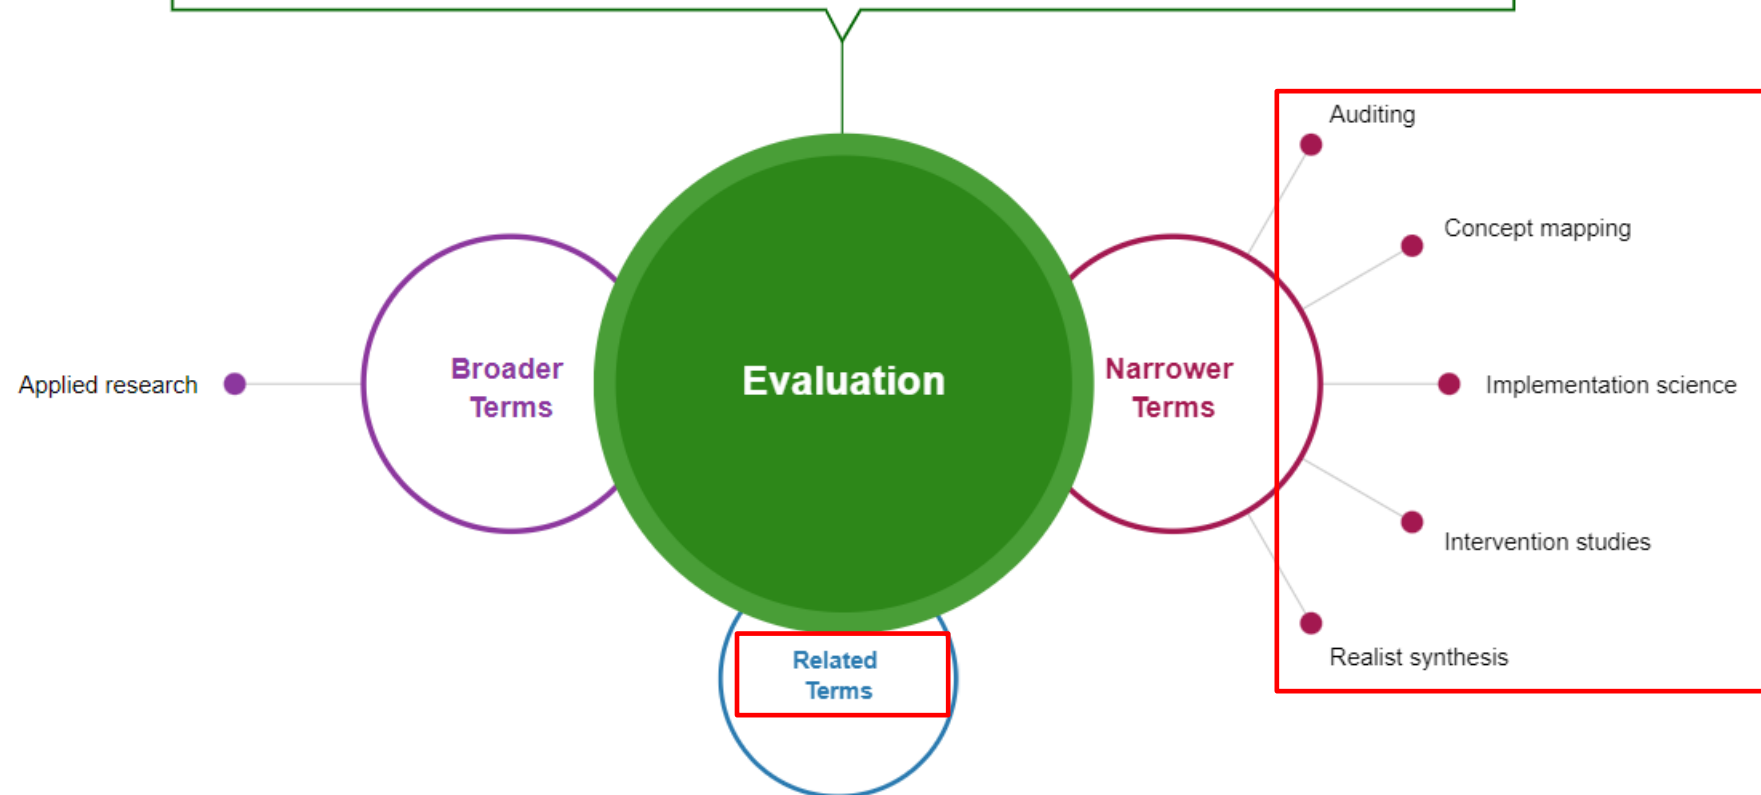 Auditing
Concept mapping
Broader
Terms
Evaluation
Narrower
Terms
Applied research
Implementation science
Intervention studies
Realist synthesis
Related
Terms